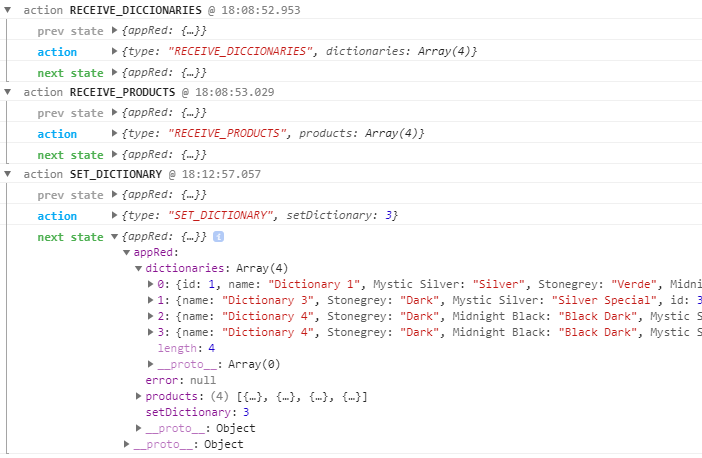 action RECEIVE_DICCIONARIES @ 18:08:52.953
prev state {appRed: {…}}
action {type: "RECEIVE_DICCIONARIES", dictionaries: Array(4)}
next state {appRed: {…}}
action RECEIVE_PRODUCTS @ 18:08:53.029
prev state {appRed: {…}}
action {type: "RECEIVE_PRODUCTS", products: Array(4)}
next state {appRed: {…}}
action SET_DICTIONARY @ 18:12:57.057
prev state {appRed: {…}}
action {type: "SET_DICTIONARY", setDictionary: 3}
next state {appRed: {…}} i
appRed:
dictionaries: Array(4)
0: {id: 1, name: "Dictionary 1", Mystic Silver: "Silver", Stonegrey: "Verde", Midni
1: {name: "Dictionary 3", Stonegrey: "Dark", Mystic Silver: "Silver Special", id: 3
2: {name: "Dictionary 4", Stonegrey: "Dark", Midnight Black: "Black Dark", Mystic S
3: {name: "Dictionary 4", Stonegrey: "Dark", Midnight Black: "Black Dark", Mystic S
length: 4
__proto__: Array(0)
error: null
products: (4) [{…}, {…}, {…}, {…}]
setDictionary: 3
__proto__: Object
__proto__: Object